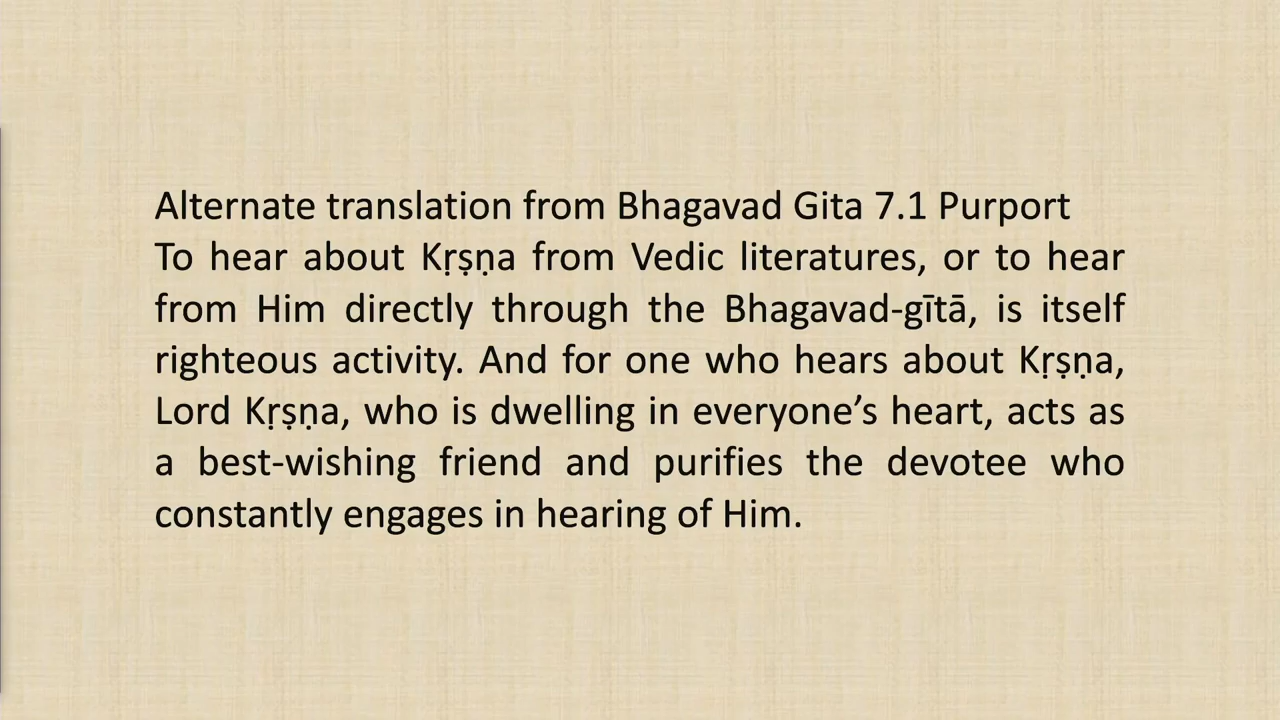 Alternate translation from Bhagavad Gita 7.1 Purport
To hear about Kṛṣṇa from Vedic literatures, or to hear
from Him directly through the Bhagavad-gītā, is itself
righteous activity. And for one who hears about Kṛṣṇa,
Lord Kṛṣṇa, who is dwelling in everyone’s heart, acts as
a best-wishing friend and purifies the devotee who
constantly engages in hearing of Him.